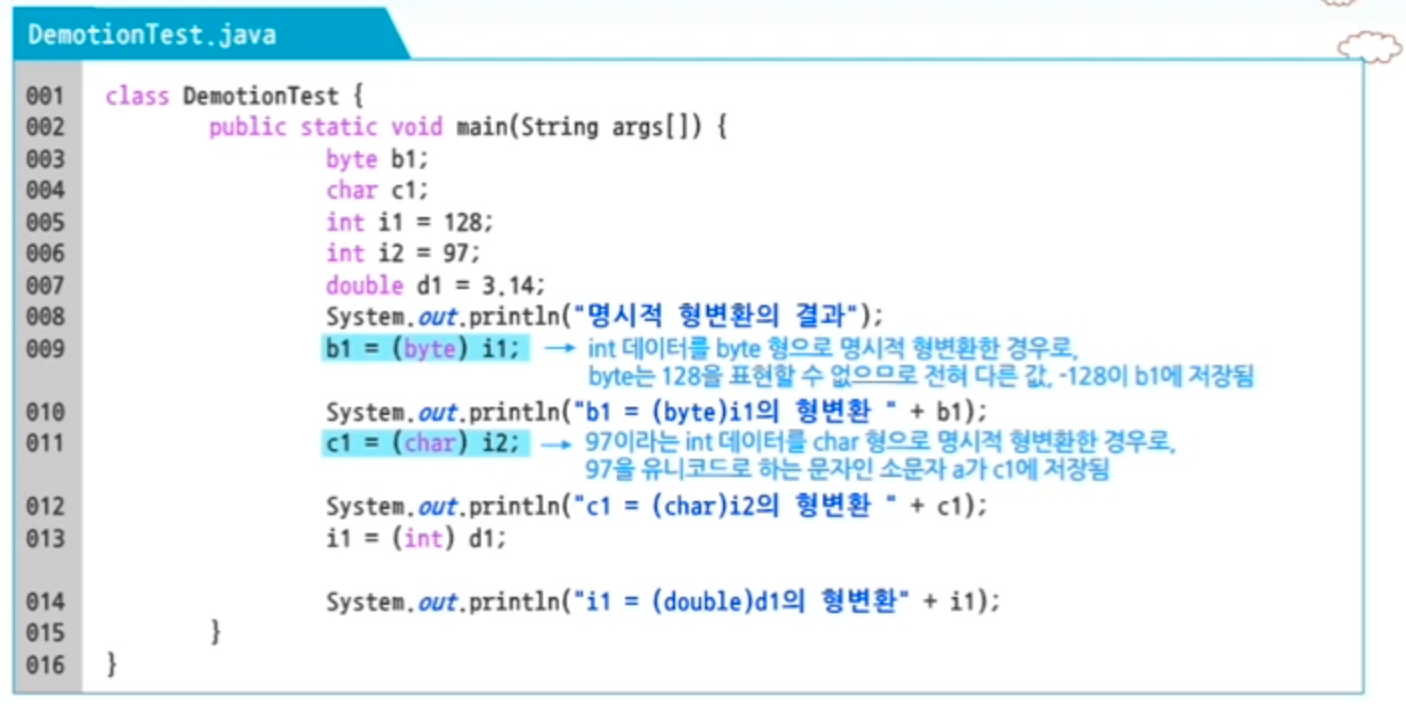 DemotionTest.java
001 class DemotionTest {
002 public static void main(String args[]) {
003 byte b1;
004 char c1;
005 int i1 = 128;
006 int i2 = 97;
007 double d1 = 3.14;
008 System.out.println("명시적 형변환의 결과");
009 b1 = (byte) i1; → int 데이터를 byte 형으로 명시적 형변환한 경우로,
byte는 128을 표현할 수 없으므로 전혀 다른 값, -128이 b1에 저장됨
010 System.out.println("b1 = (byte)i1의 형변환 " + b1);
011 c1 = (char) i2; → 97이라는 int 데이터를 char 형으로 명시적 형변환한 경우로,
97을 유니코드로 하는 문자인 소문자 a가 c1에 저장됨
012 System.out.println("c1 = (char)i2의 형변환 " + c1);
013 i1 = (int) d1;
014 System.out.println("i1 = (double)d1의 형변환" + i1);
015 }
016 }